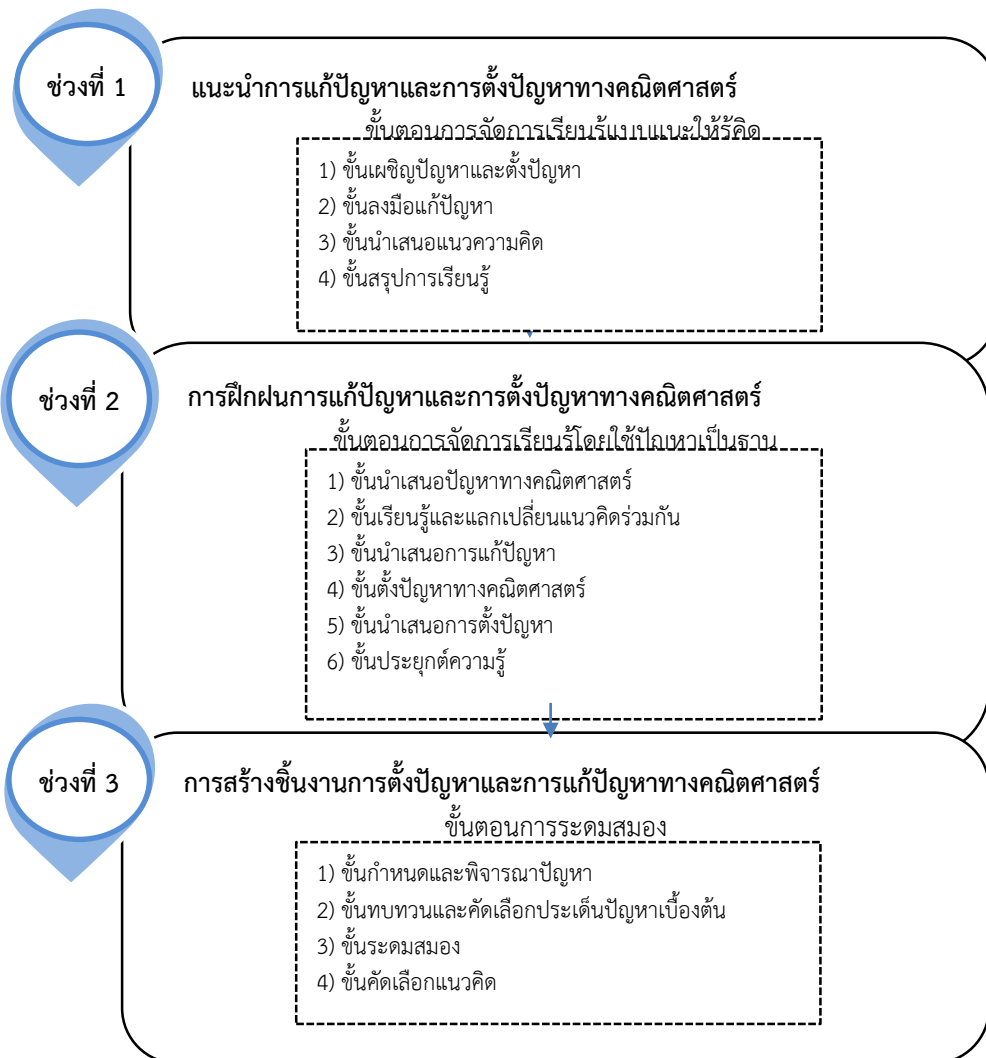 ช่วงที่ 1
แนะนำการแก้ปัญหาและการตั้งปัญหาทางคณิตศาสตร์
ขั้นตอนการจัดการเรียนรู้แบบแนะให้รู้คิด
1) ขั้นเผชิญปัญหาและตั้งปัญหา
2) ขั้นลงมือแก้ปัญหา
3) ขั้นนำเสนอแนวความคิด
4) ขั้นสรุปการเรียนรู้
ช่วงที่ 2
การฝึกฝนการแก้ปัญหาและการตั้งปัญหาทางคณิตศาสตร์
ขั้นตอนการจัดการเรียนรู้โดยใช้ปัญหาเป็นฐาน
1) ขั้นนำเสนอปัญหาทางคณิตศาสตร์
2) ขั้นเรียนรู้และแลกเปลี่ยนแนวคิดร่วมกัน
3) ขั้นนำเสนอการแก้ปัญหา
4) ขั้นตั้งปัญหาทางคณิตศาสตร์
5) ขั้นนำเสนอการตั้งปัญหา
6) ขั้นประยุกต์ความรู้
ช่วงที่ 3
การสร้างชิ้นงานการตั้งปัญหาและการแก้ปัญหาทางคณิตศาสตร์
ขั้นตอนการระดมสมอง
1) ขั้นกำหนดและพิจารณาปัญหา
2) ขั้นทบทวนและคัดเลือกประเด็นปัญหาเบื้องต้น
3) ขั้นระดมสมอง
4) ขั้นคัดเลือกแนวคิด